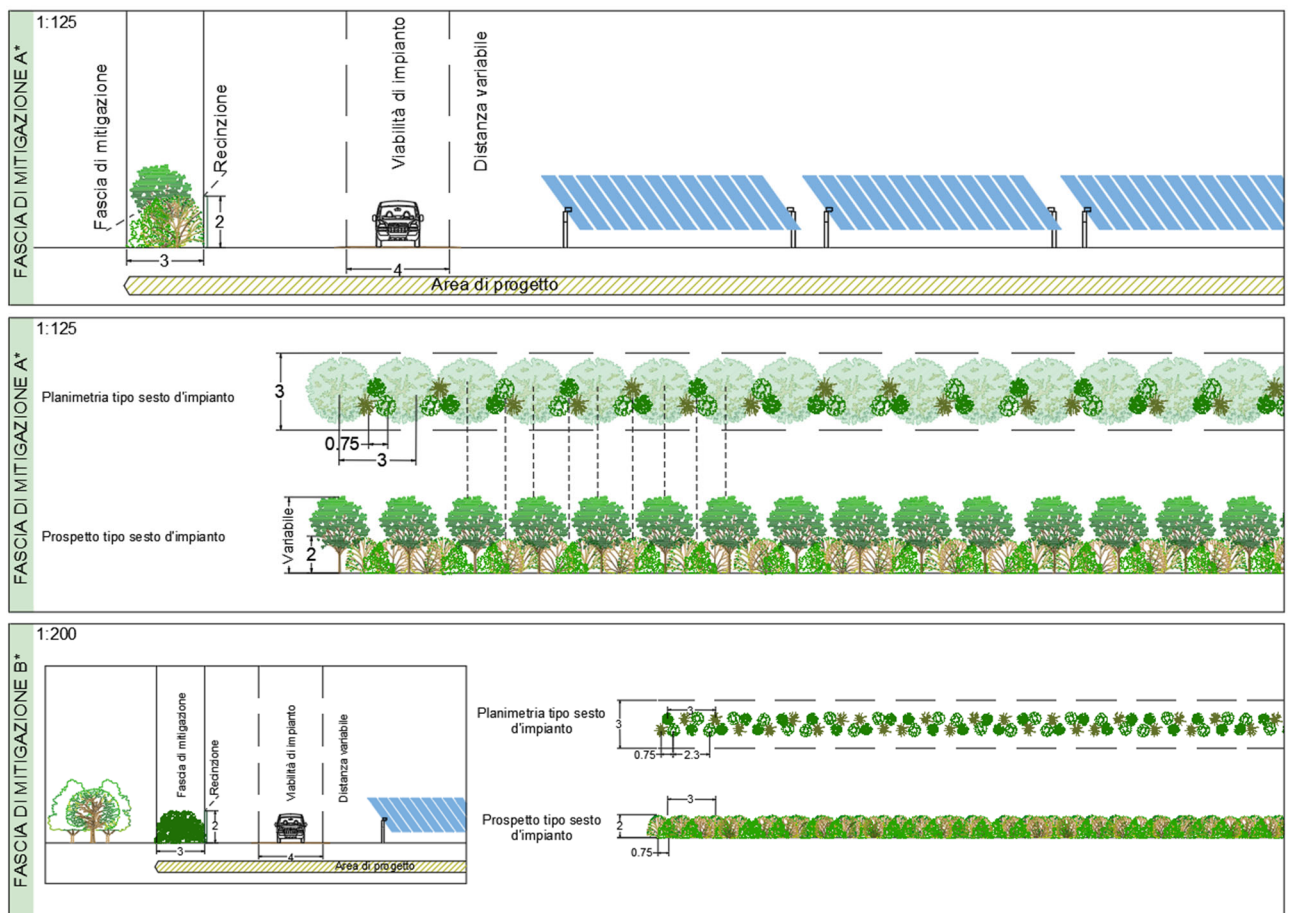 FASCIA DI MITIGAZIONE A*
1:125
Fascia di mitigazione
Recinzione
Viabilità di impianto
Distanza variabile
2
3
4
Area di progetto
FASCIA DI MITIGAZIONE A*
1:125
Planimetria tipo sesto d'impianto
3
0.75
3
Prospetto tipo sesto d'impianto
Variabile
2
FASCIA DI MITIGAZIONE B*
1:200
Fascia di mitigazione
Recinzione
Viabilità di impianto
Distanza variabile
2
3
4
Area di progetto
Planimetria tipo sesto
d'impianto
3
3
0.75
2.3
Prospetto tipo sesto
d'impianto
3
2
0.75